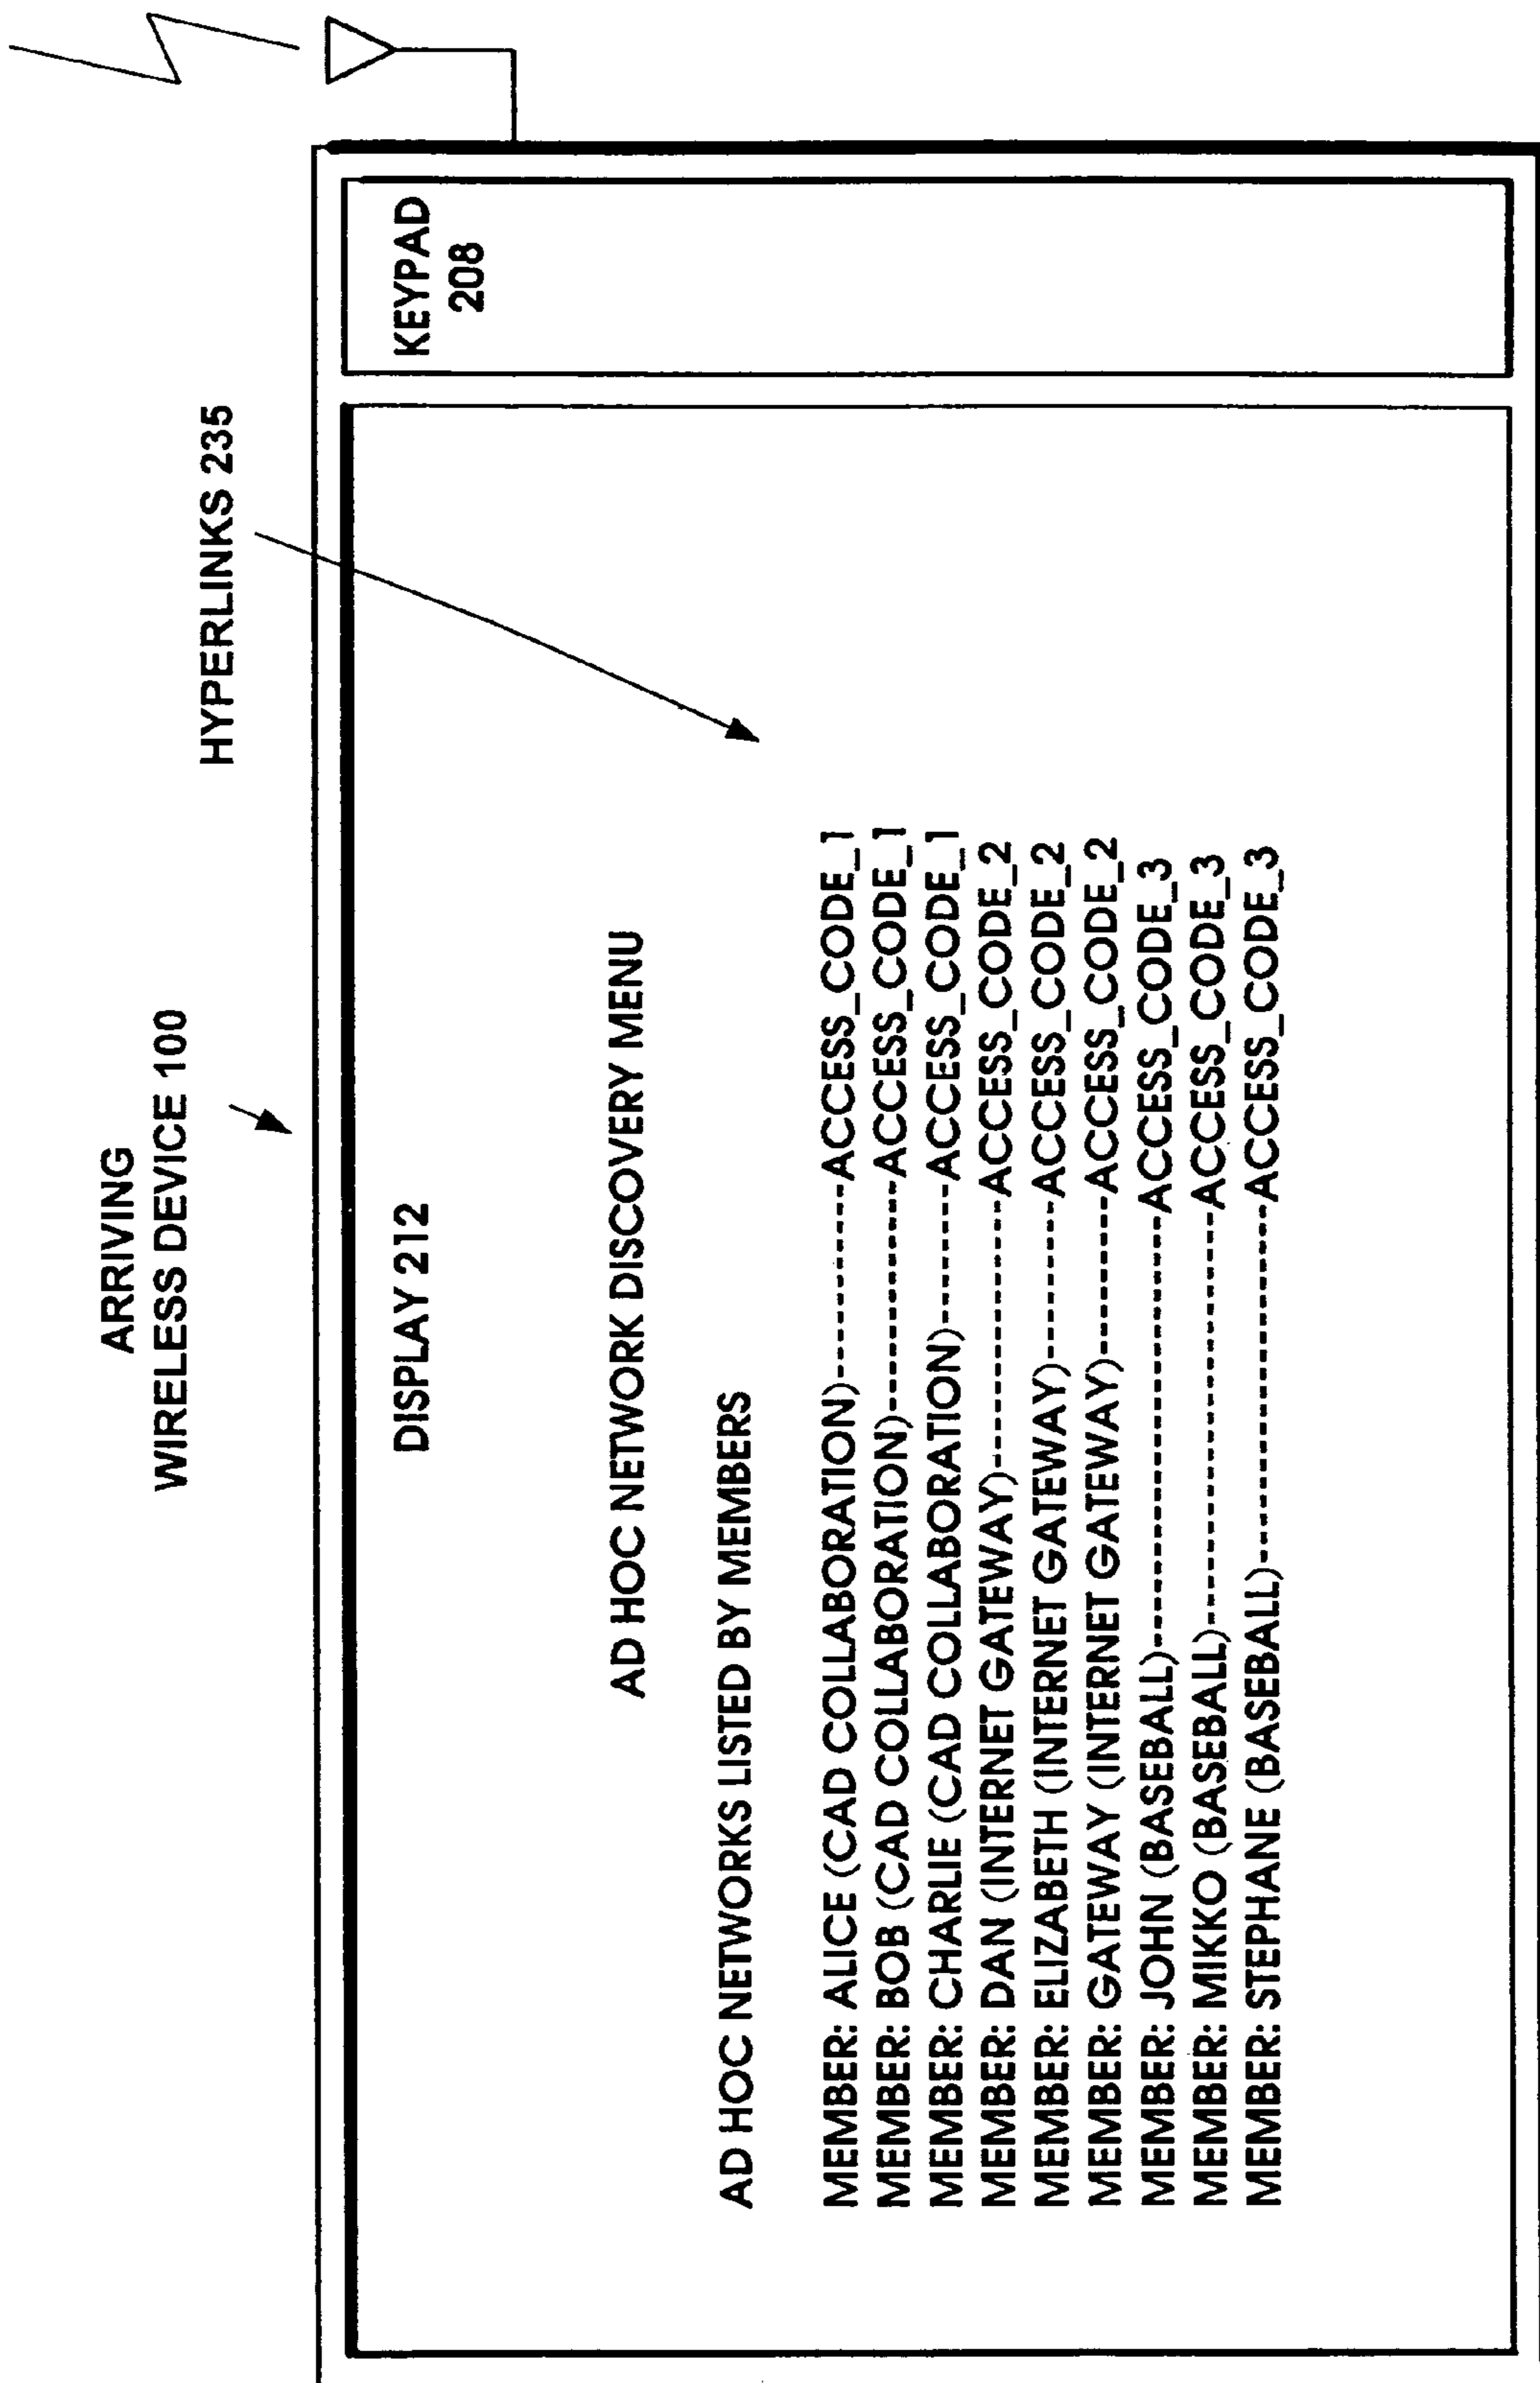 ARRIVING
WIRELESS DEVICE 100
HYPERLINKS 235
DISPLAY 212
KEYPAD
208
AD HOC NETWORK DISCOVERY MENU
AD HOC NETWORKS LISTED BY MEMBERS
MEMBER: ALICE (CAD COLLABORATION)------------ACCESS_CODE_1
MEMBER: BOB (CAD COLLABORATION)--------------ACCESS_CODE_1
MEMBER: CHARLIE (CAD COLLABORATION)--------ACCESS_CODE_1
MEMBER: DAN (INTERNET GATEWAY)----------------ACCESS_CODE_2
MEMBER: ELIZABETH (INTERNET GATEWAY)---------ACCESS_CODE_2
MEMBER: GATEWAY (INTERNET GATEWAY)---------ACCESS_CODE_2
MEMBER: JOHN (BASEBALL)--------------------------ACCESS_CODE_3
MEMBER: MIKKO (BASEBALL)-------------------------ACCESS_CODE_3
MEMBER: STEPHANE (BASEBALL)---------------------ACCESS_CODE_3